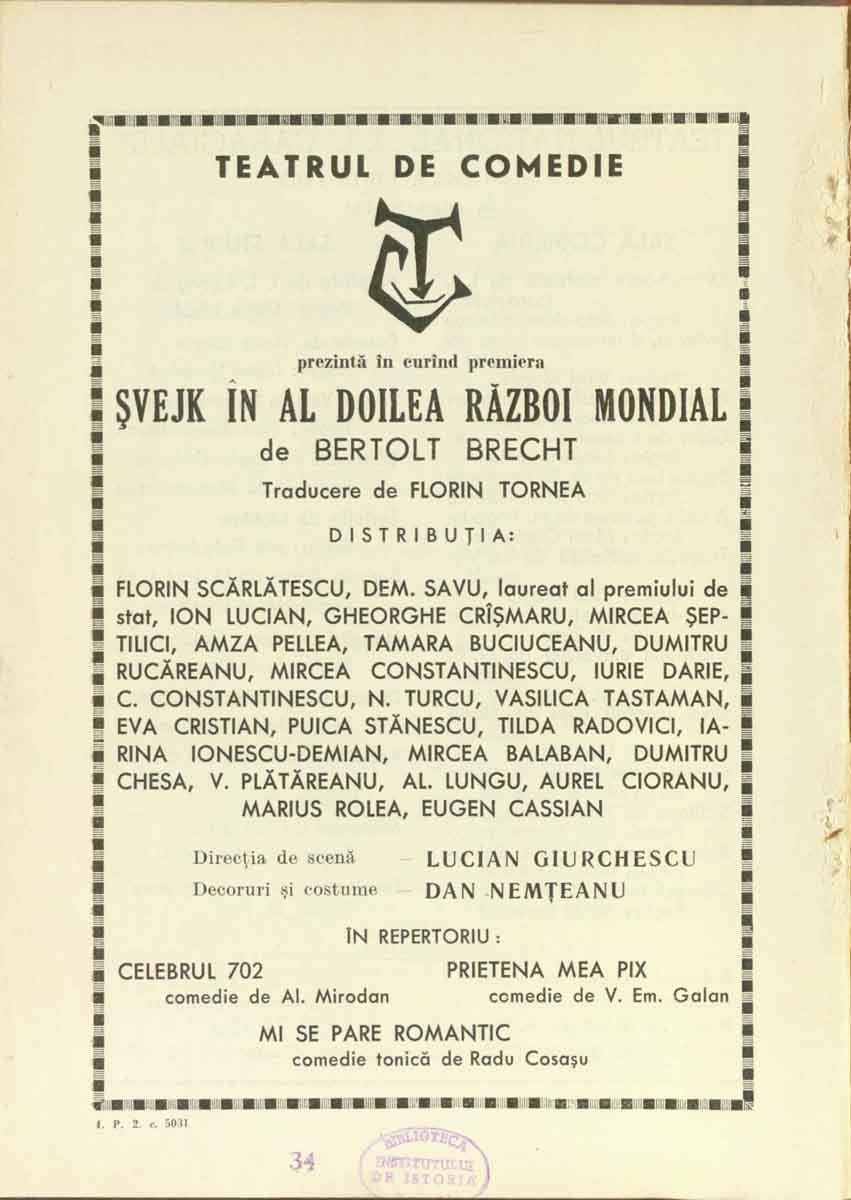 TEATRUL DE COMEDIE
prezintă în curînd premiera
ŞVEJK ÎN AL DOILEA RĂZBOI MONDIAL
de BERTOLT BRECHT
Traducere de FLORIN TORNEA
DISTRIBUȚIA:
FLORIN SCĂRLĂTESCU, DEM. SAVU, laureat al premiului de
stat, ION LUCIAN, GHEORGHE CRÎŞMARU, MIRCEA ŞEP-
TILICI, AMZA PELLEA, TAMARA BUCIUCEANU, DUMITRU
RUCĂREANU, MIRCEA CONSTANTINESCU, IURIE DARIE,
C. CONSTANTINESCU, N. TURCU, VASILICA TASTAMAN,
EVA CRISTIAN, PUICA STĂNESCU, TILDA RADOVICI, IA-
RINA IONESCU-DEMIAN, MIRCEA BALABAN, DUMITRU
CHESA, V. PLĂTĂREANU, AL. LUNGU, AUREL CIORANU,
MARIUS ROLEA, EUGEN CASSIAN
Direcția de scenă — LUCIAN GIURCHESCU
Decoruri și costume — DAN NEMȚEANU
ÎN REPERTORIU :
CELEBRUL 702
comedie de Al. Mirodan
PRIETENA MEA PIX
comedie de V. Em. Galan
MI SE PARE ROMANTIC
comedie tonică de Radu Cosaşu
I. P. 2. c. 5031
34
BIBLIOTECA
INSTITUTULUI
DE ISTORIA